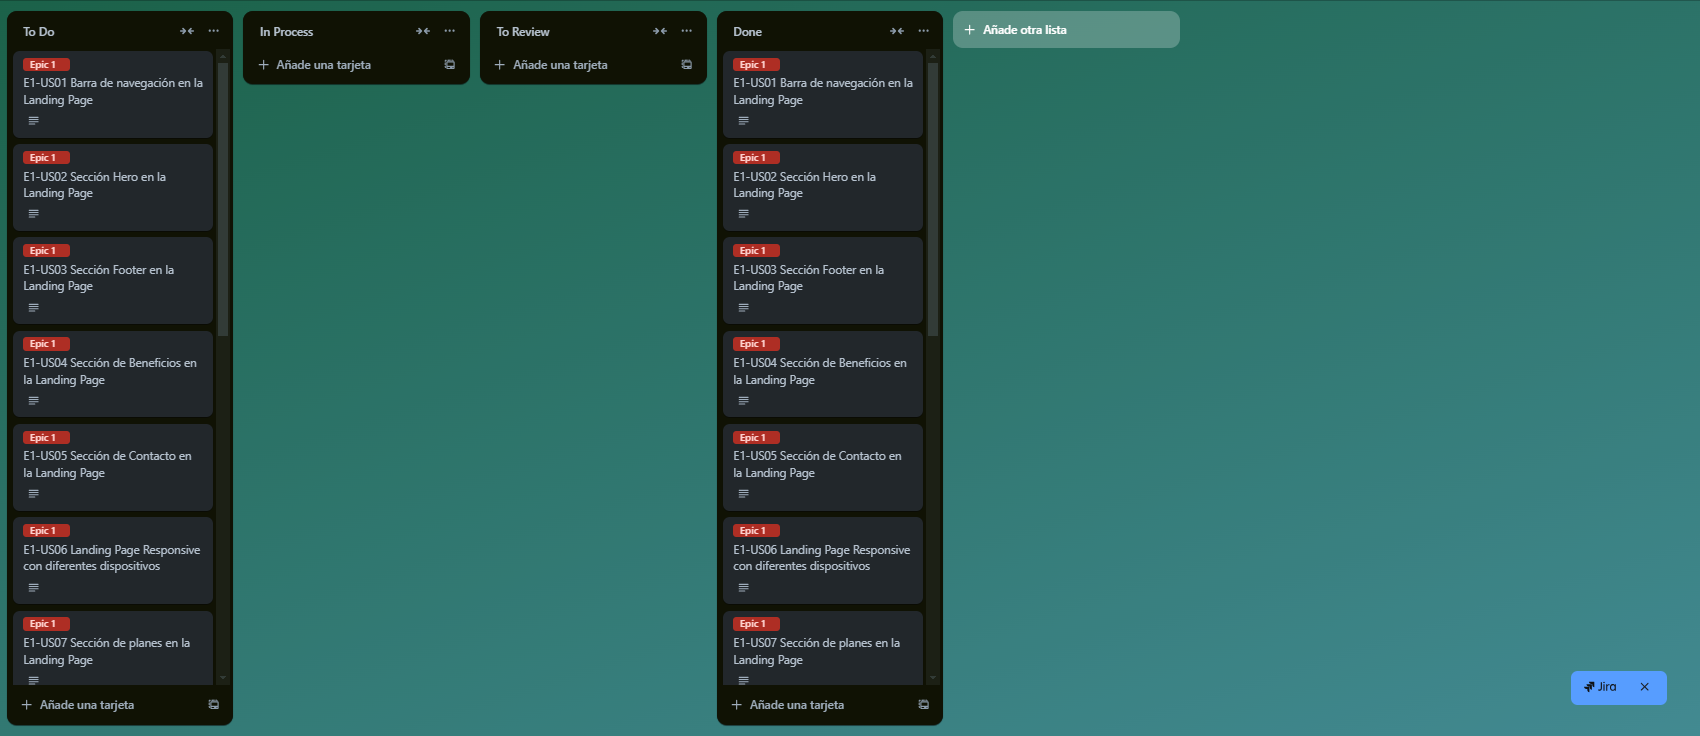 To Do
Epic 1
E1-US01 Barra de navegación en la
Landing Page
Epic 1
E1-US02 Sección Hero en la
Landing Page
Epic 1
E1-US03 Sección Footer en la
Landing Page
Epic 1
E1-US04 Sección de Beneficios en
la Landing Page
Epic 1
E1-US05 Sección de Contacto en
la Landing Page
Epic 1
E1-US06 Landing Page Responsive
con diferentes dispositivos
Epic 1
E1-US07 Sección de planes en la
Landing Page
Añade una tarjeta
In Process
Añade una tarjeta
To Review
Añade una tarjeta
Done
Epic 1
E1-US01 Barra de navegación en la
Landing Page
Epic 1
E1-US02 Sección Hero en la
Landing Page
Epic 1
E1-US03 Sección Footer en la
Landing Page
Epic 1
E1-US04 Sección de Beneficios en
la Landing Page
Epic 1
E1-US05 Sección de Contacto en
la Landing Page
Epic 1
E1-US06 Landing Page Responsive
con diferentes dispositivos
Epic 1
E1-US07 Sección de planes en la
Landing Page
Añade una tarjeta
Añade otra lista
Jira